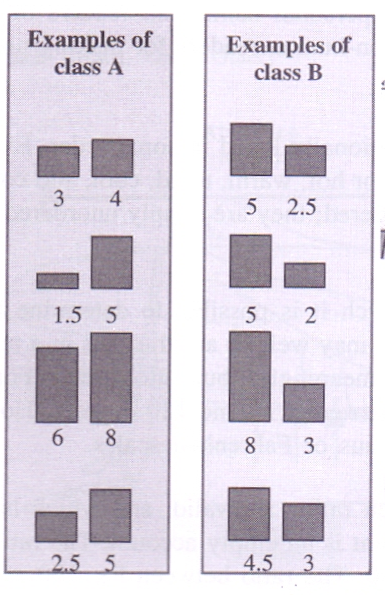 Examples of
class A
3 4
1.5 5
6 8
2.5 5
Examples of
class B
5 2.5
5 2
8 3
4.5 3